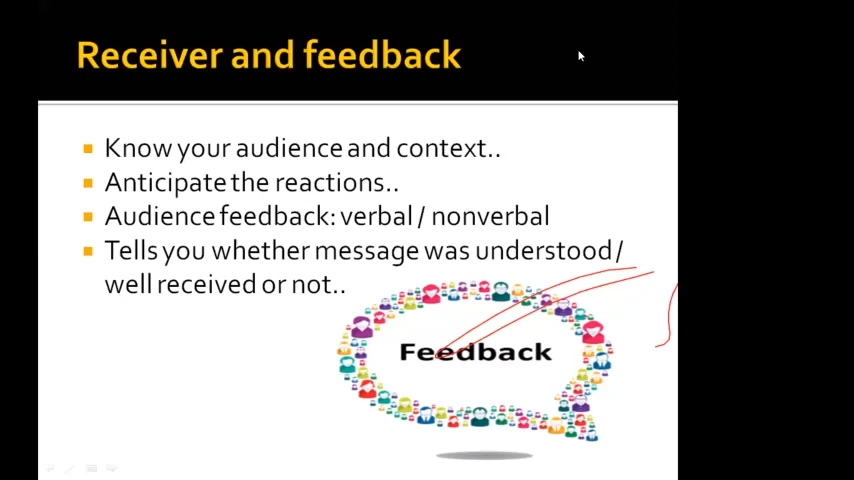 Receiver and feedback
Know your audience and context..
Anticipate the reactions..
Audience feedback: verbal / nonverbal
Tells you whether message was understood/
well received or not..
Feedback